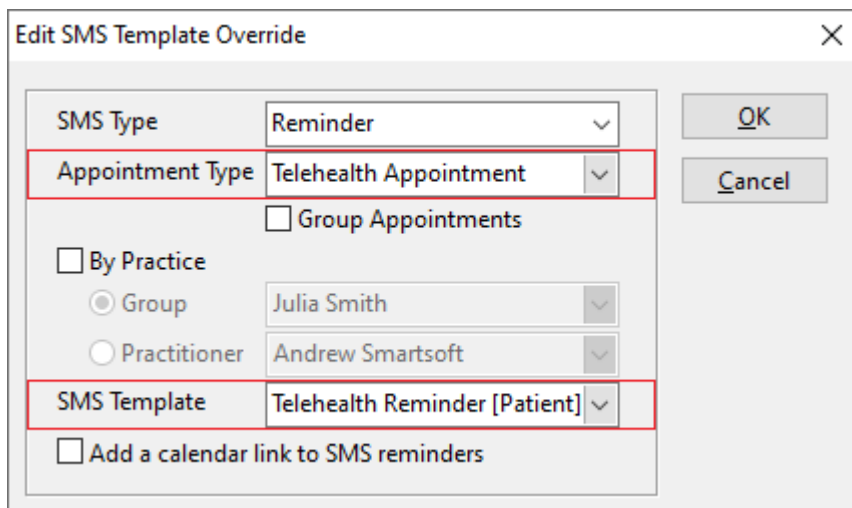 Edit SMS Template Override
SMS Type Reminder OK
Appointment Type Telehealth Appointment Cancel
Group Appointments
By Practice
Group Julia Smith
Practitioner Andrew Smartsoft
SMS Template Telehealth Reminder [Patient]
Add a calendar link to SMS reminders